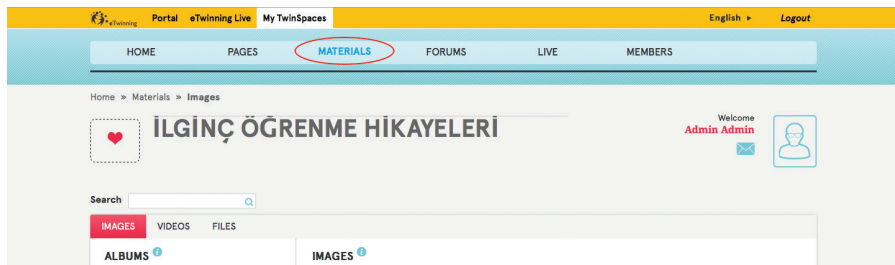 eTwinning Portal eTwinning Live My TwinSpaces English ▸ Logout
HOME PAGES MATERIALS FORUMS LIVE MEMBERS
Home » Materials » Images
İLGİNÇ ÖĞRENME HİKAYELERİ
Welcome
Admin Admin
Search
IMAGES VIDEOS FILES
ALBUMS i IMAGES i